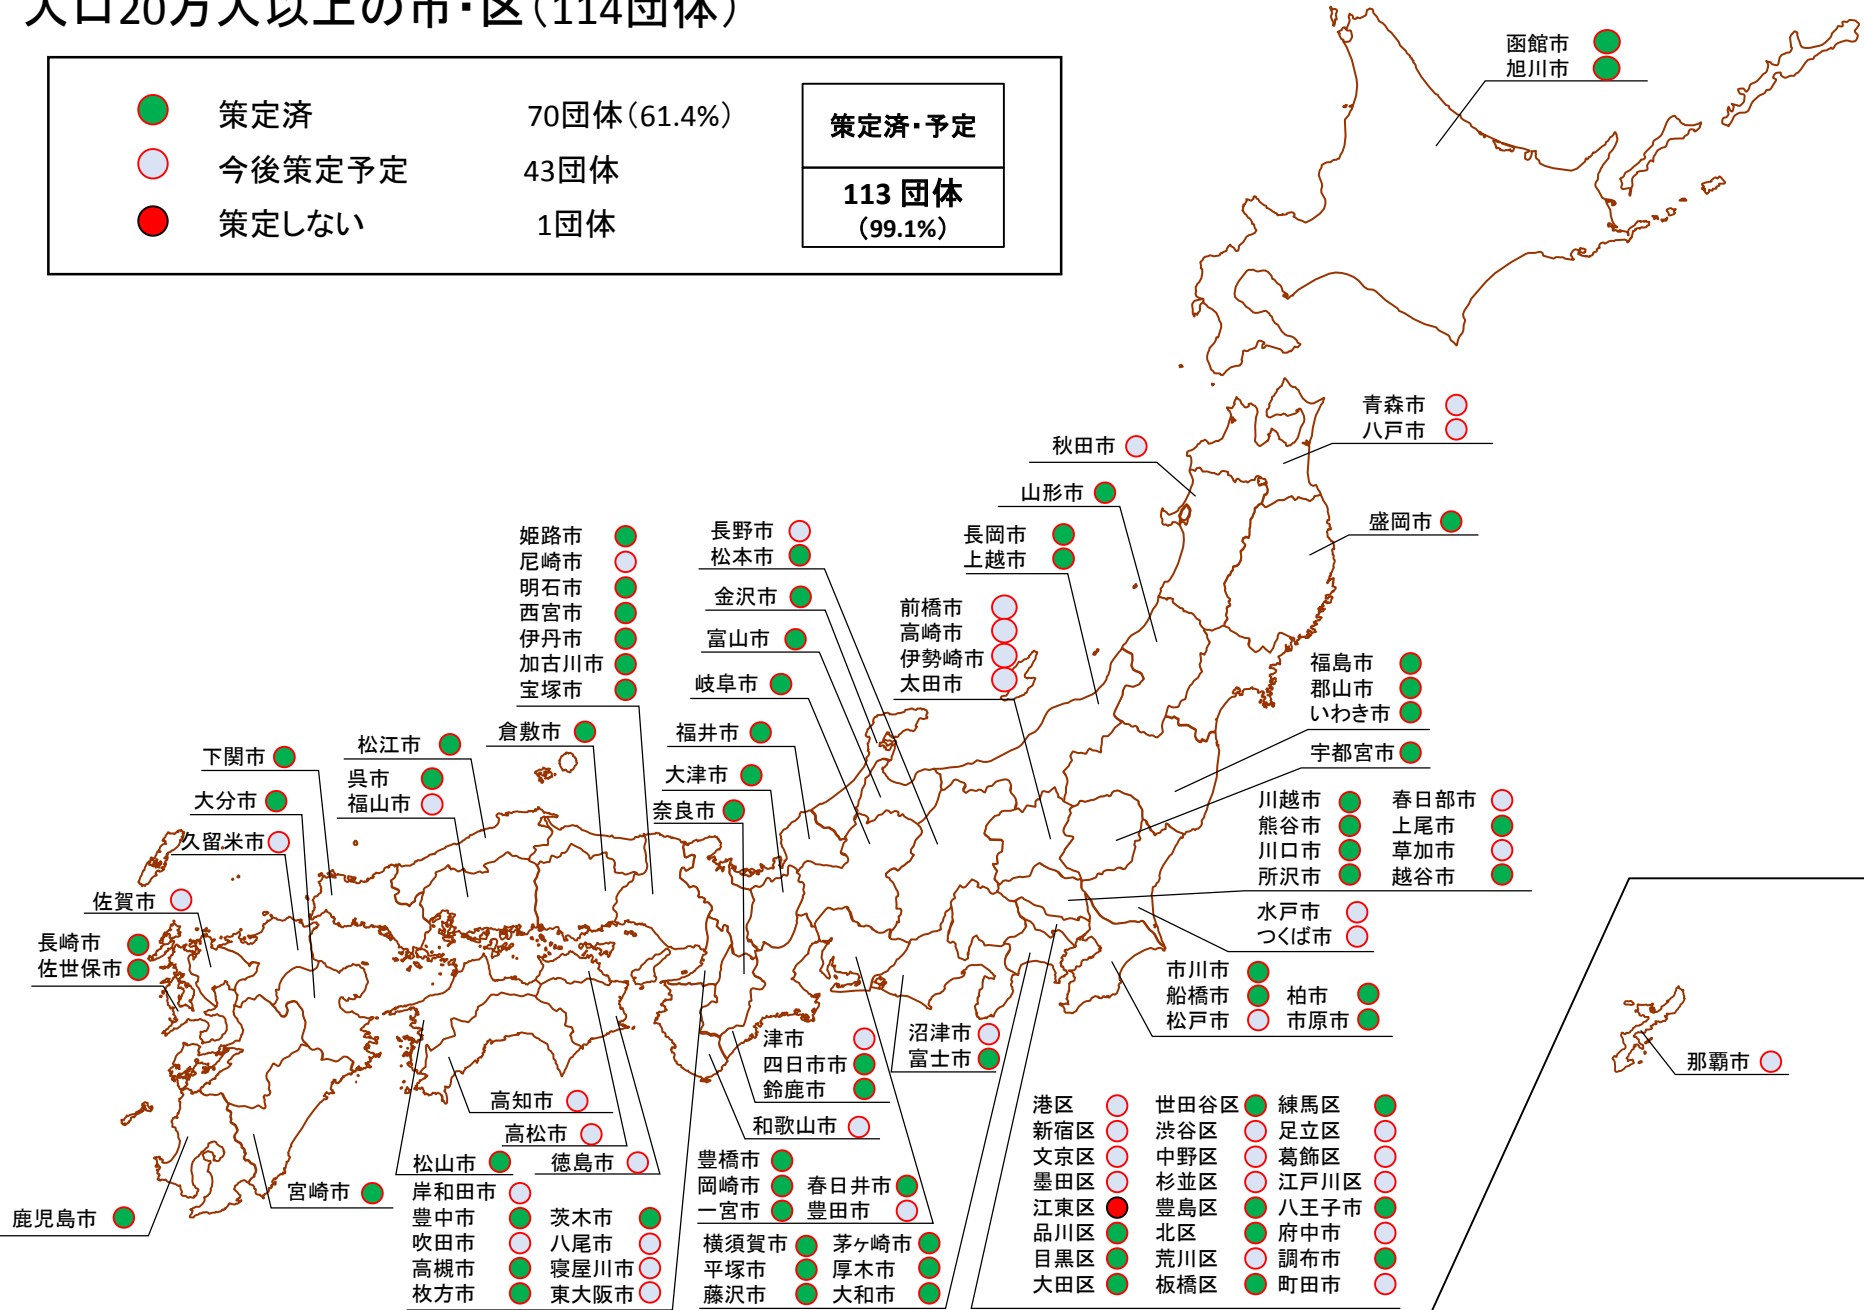 人口20万人以上の市・区（114団体）
策定済 70団体（61.4%）
今後策定予定 43団体
策定しない 1団体
策定済・予定
113 団体
（99.1%）
函館市
旭川市
青森市
八戸市
秋田市
山形市
盛岡市
長岡市
上越市
前橋市
高崎市
伊勢崎市
太田市
長野市
松本市
金沢市
富山市
岐阜市
福井市
大津市
奈良市
姫路市
尼崎市
明石市
西宮市
伊丹市
加古川市
宝塚市
倉敷市
松江市
呉市
福山市
下関市
大分市
久留米市
佐賀市
長崎市
佐世保市
福島市
郡山市
いわき市
宇都宮市
川越市 春日部市
熊谷市 上尾市
川口市 草加市
所沢市 越谷市
水戸市
つくば市
市川市
船橋市 柏市
松戸市 市原市
那覇市
津市
四日市市
鈴鹿市
沼津市
富士市
和歌山市
高知市
高松市
松山市
徳島市
宮崎市
鹿児島市
岸和田市
豊中市 茨木市
吹田市 八尾市
高槻市 寝屋川市
枚方市 東大阪市
豊橋市
岡崎市 春日井市
一宮市 豊田市
横須賀市 茅ヶ崎市
平塚市 厚木市
藤沢市 大和市
港区 世田谷区 練馬区
新宿区 渋谷区 足立区
文京区 中野区 葛飾区
墨田区 杉並区 江戸川区
江東区 豊島区 八王子市
品川区 北区 府中市
目黒区 荒川区 調布市
大田区 板橋区 町田市